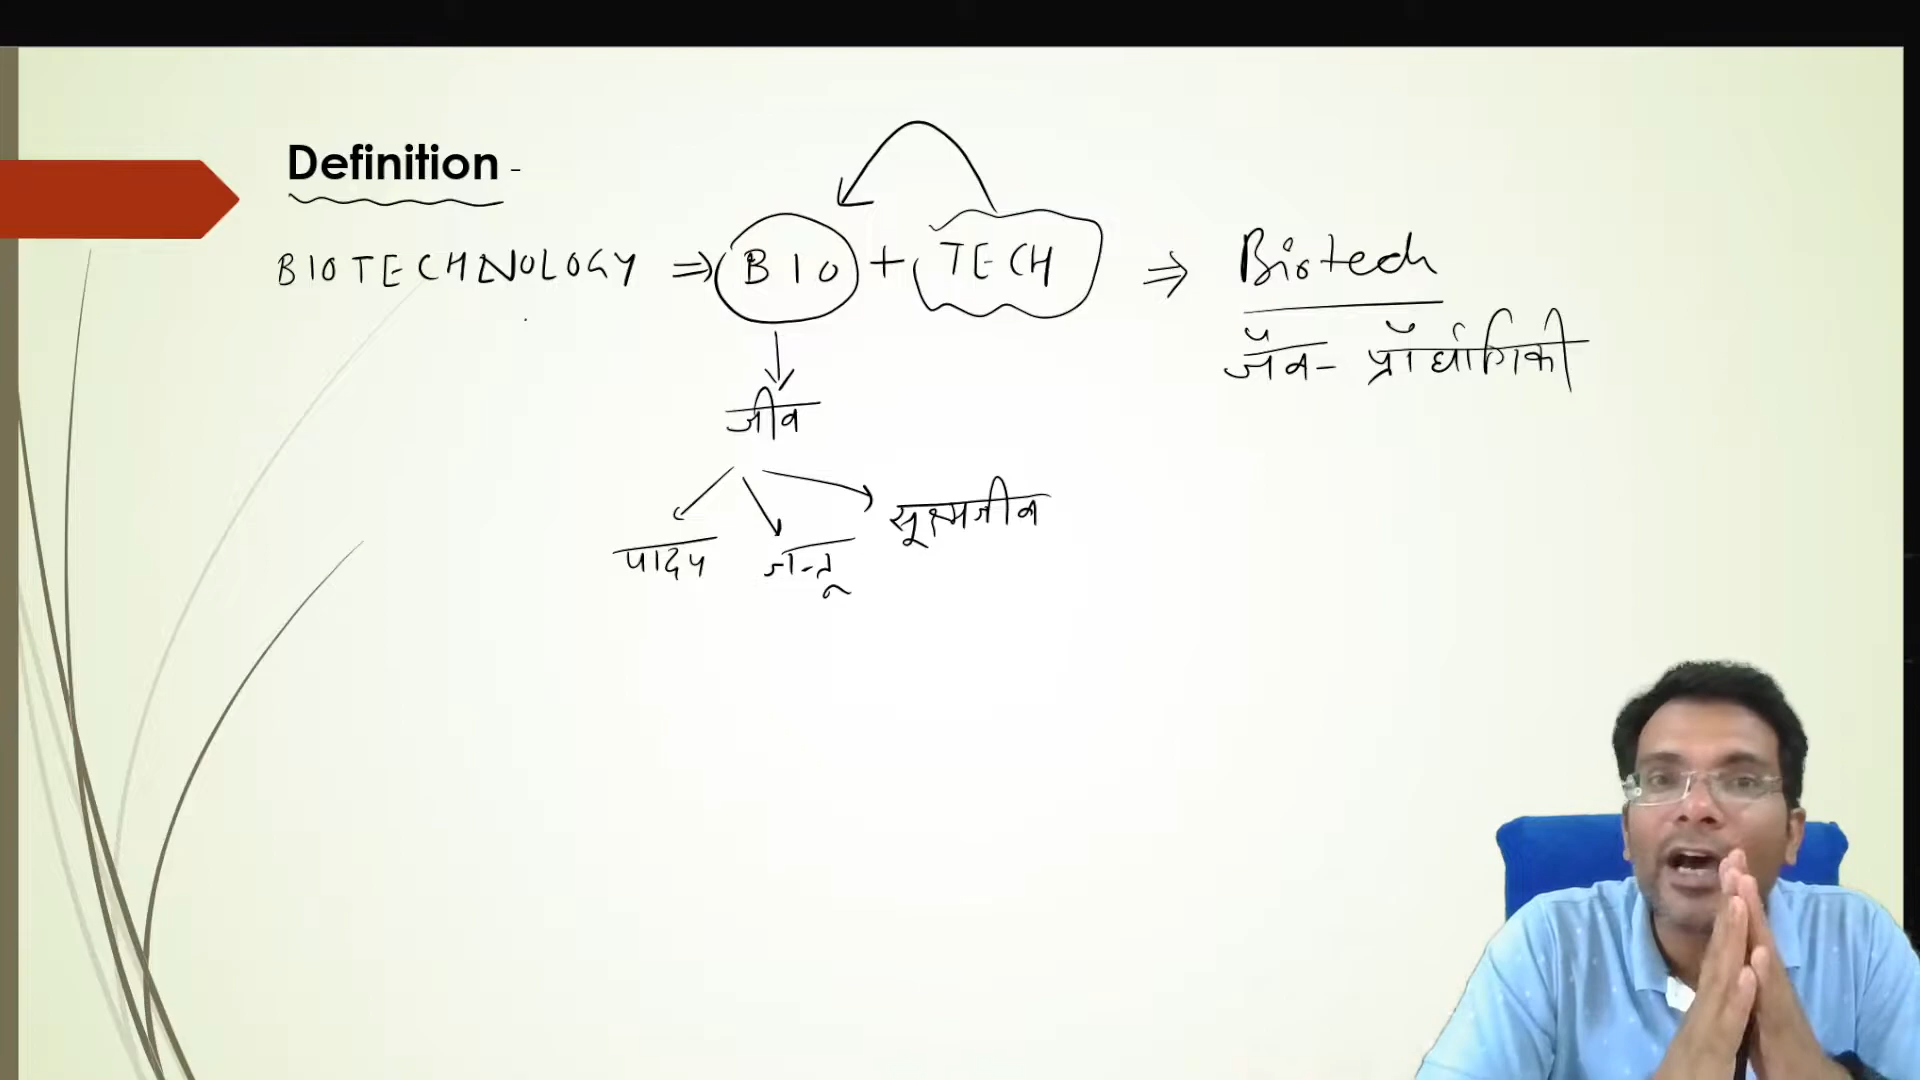 Definition -
BIOTECHNOLOGY ⇒ BIO + TECH ⇒ Biotech
जैव - प्रौद्योगिकी
जीव
पादप जन्तू सूक्ष्मजीव